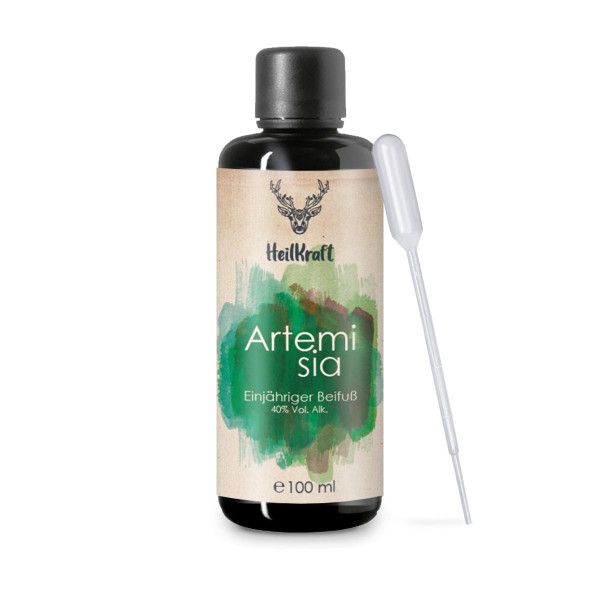 HeilKraft
Artemi
sia
Einjähriger Beifuß
40% Vol. Alk.
℮ 100 ml